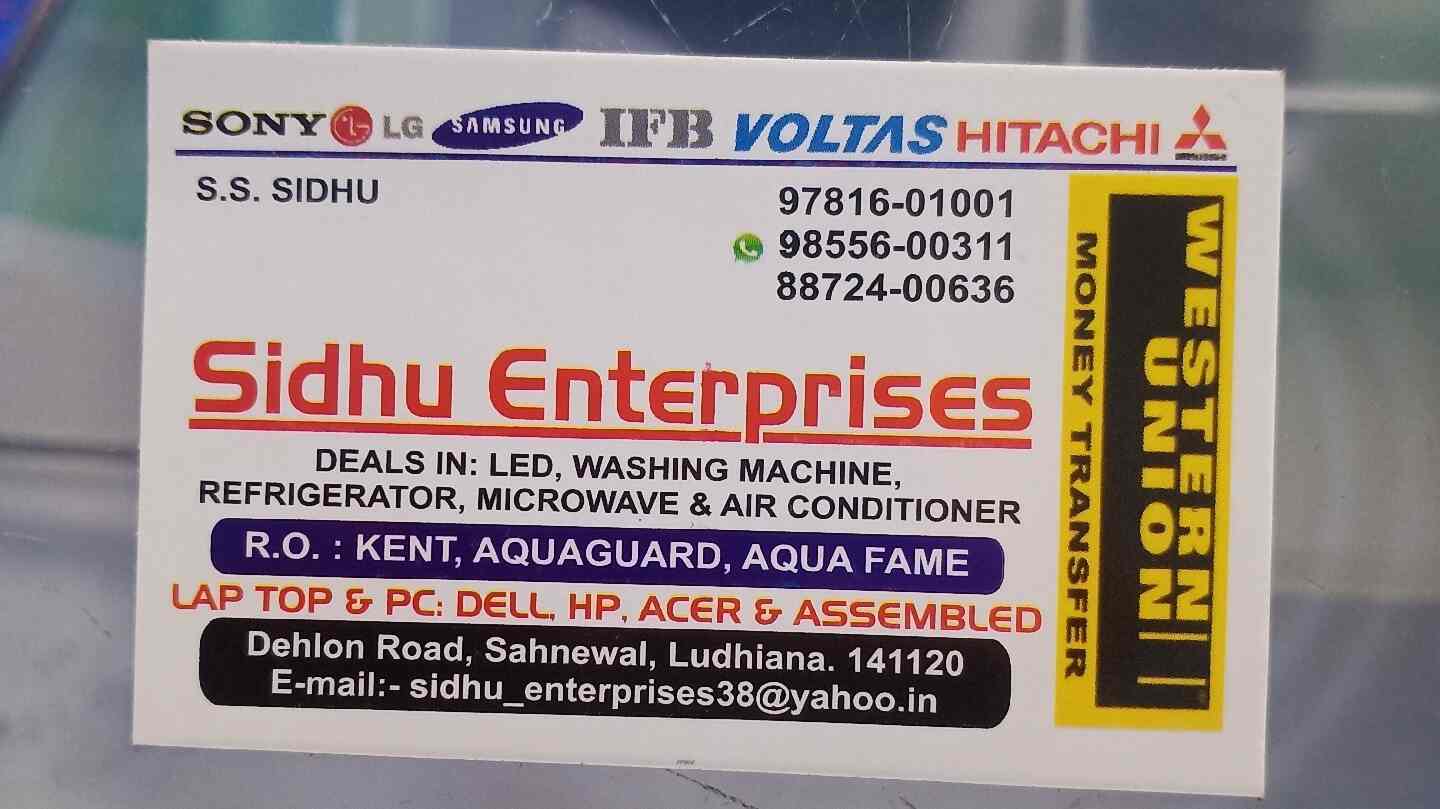 SONY LG SAMSUNG IFB VOLTAS HITACHI
S.S. SIDHU
97816-01001
98556-00311
88724-00636
Sidhu Enterprises
DEALS IN: LED, WASHING MACHINE,
REFRIGERATOR, MICROWAVE & AIR CONDITIONER
R.O. : KENT, AQUAGUARD, AQUA FAME
LAP TOP & PC: DELL, HP, ACER & ASSEMBLED
Dehlon Road, Sahnewal, Ludhiana. 141120
E-mail:- sidhu_enterprises38@yahoo.in
WESTERN
UNION
MONEY TRANSFER